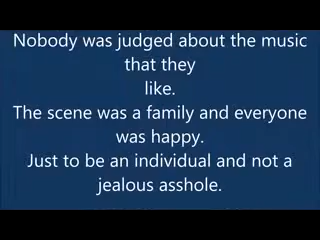 Nobody was judged about the music
that they
like.
The scene was a family and everyone
was happy.
Just to be an individual and not a
jealous asshole.